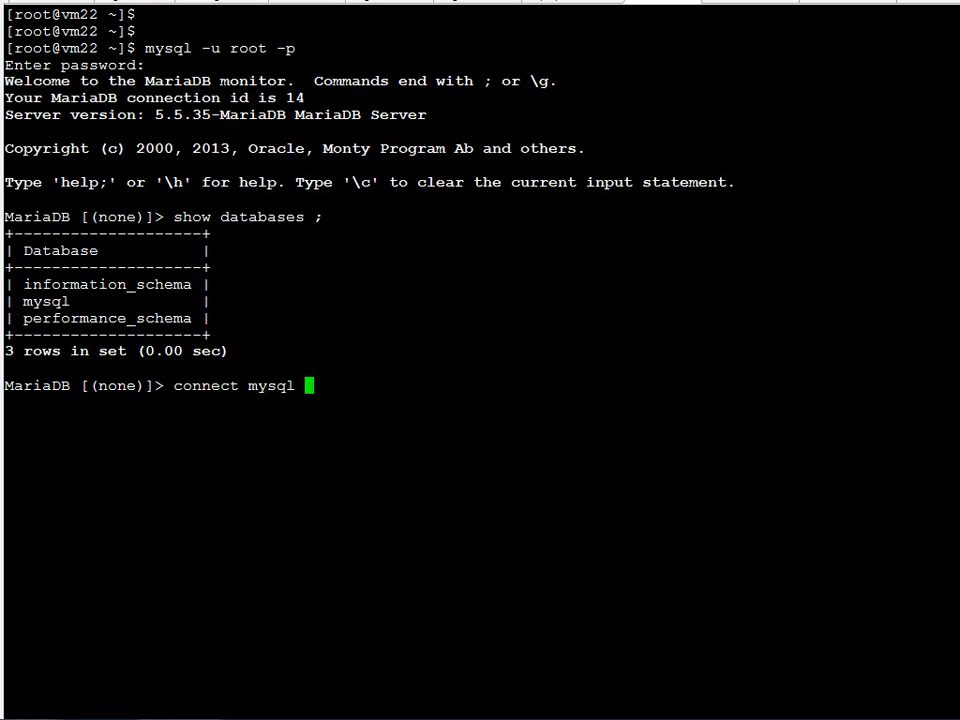 [root@vm22 ~]$
[root@vm22 ~]$
[root@vm22 ~]$ mysql -u root -p
Enter password:
Welcome to the MariaDB monitor.  Commands end with ; or \g.
Your MariaDB connection id is 14
Server version: 5.5.35-MariaDB MariaDB Server

Copyright (c) 2000, 2013, Oracle, Monty Program Ab and others.

Type 'help;' or '\h' for help. Type '\c' to clear the current input statement.

MariaDB [(none)]> show databases ;
+--------------------+
| Database           |
+--------------------+
| information_schema |
| mysql              |
| performance_schema |
+--------------------+
3 rows in set (0.00 sec)

MariaDB [(none)]> connect mysql